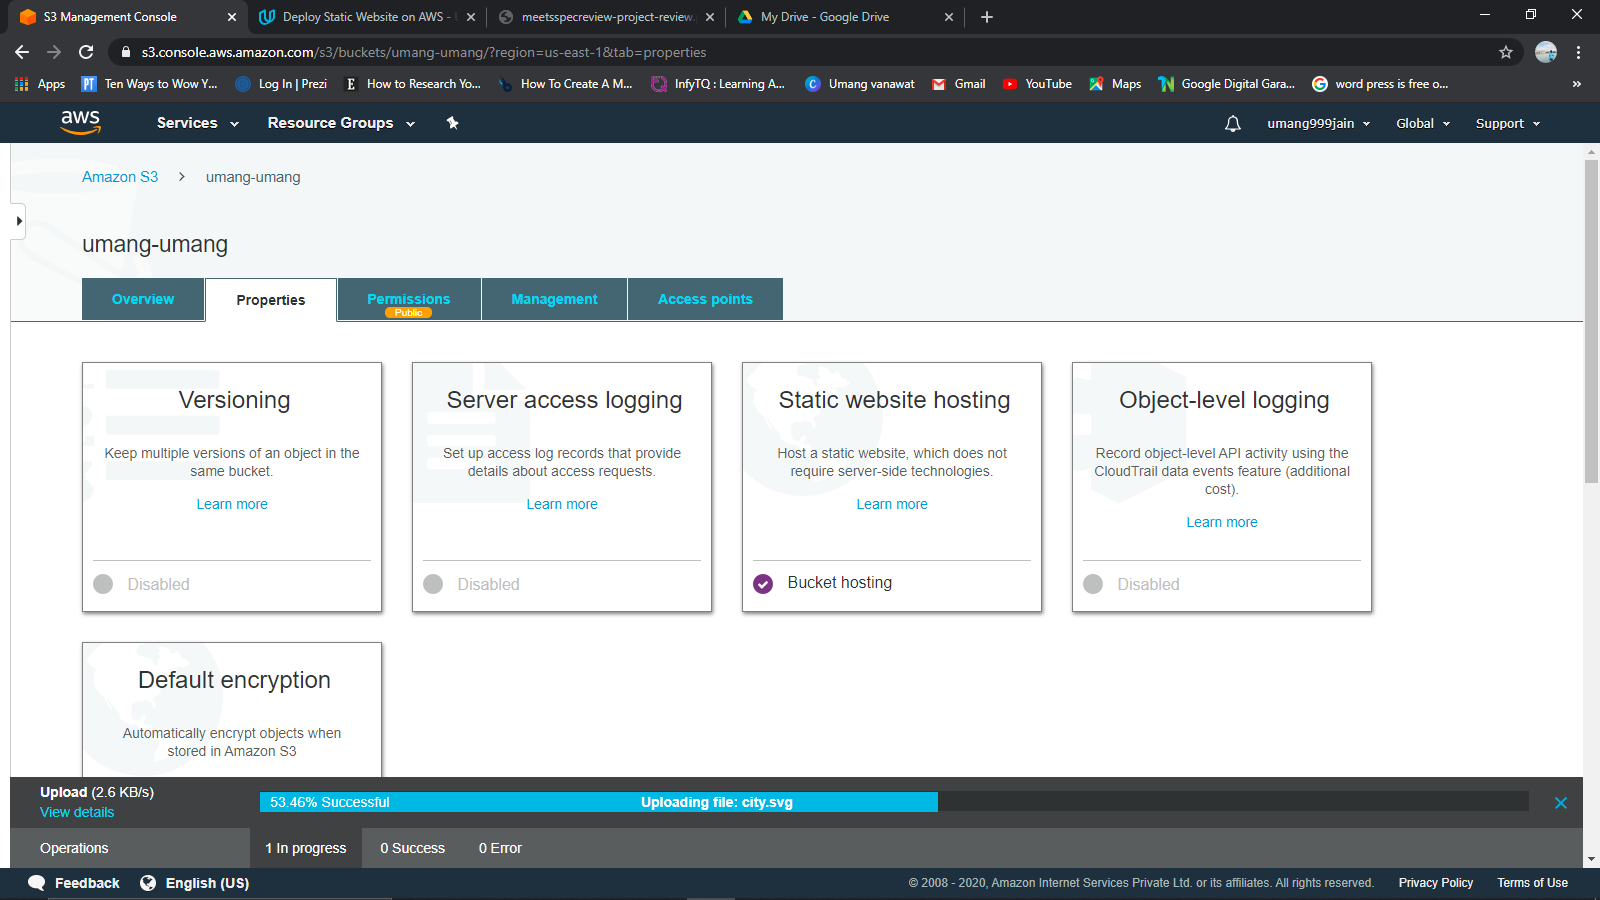 S3 Management Console
Deploy Static Website on AWS -
meetsspecreview-project-review.
My Drive - Google Drive
s3.console.aws.amazon.com/s3/buckets/umang-umang/?region=us-east-1&tab=properties
Apps
PT
Ten Ways to Wow Y...
Log In | Prezi
E
How to Research Yo...
How To Create A M...
InfyTQ : Learning A...
C
Umang vanawat
Gmail
YouTube
Maps
Google Digital Gara...
G
word press is free o...
»
aws
Services
Resource Groups
umang999jain
Global
Support
Amazon S3
umang-umang
umang-umang
Overview
Properties
Permissions
Public
Management
Access points
Versioning
Keep multiple versions of an object in the
same bucket.
Learn more
Disabled
Server access logging
Set up access log records that provide
details about access requests.
Learn more
Disabled
Static website hosting
Host a static website, which does not
require server-side technologies.
Learn more
Bucket hosting
Object-level logging
Record object-level API activity using the
CloudTrail data events feature (additional
cost).
Learn more
Disabled
Default encryption
Automatically encrypt objects when
stored in Amazon S3
Upload (2.6 KB/s)
View details
53.46% Successful
Uploading file: city.svg
Operations
1 In progress
0 Success
0 Error
Feedback
English (US)
© 2008 - 2020, Amazon Internet Services Private Ltd. or its affiliates. All rights reserved.
Privacy Policy
Terms of Use